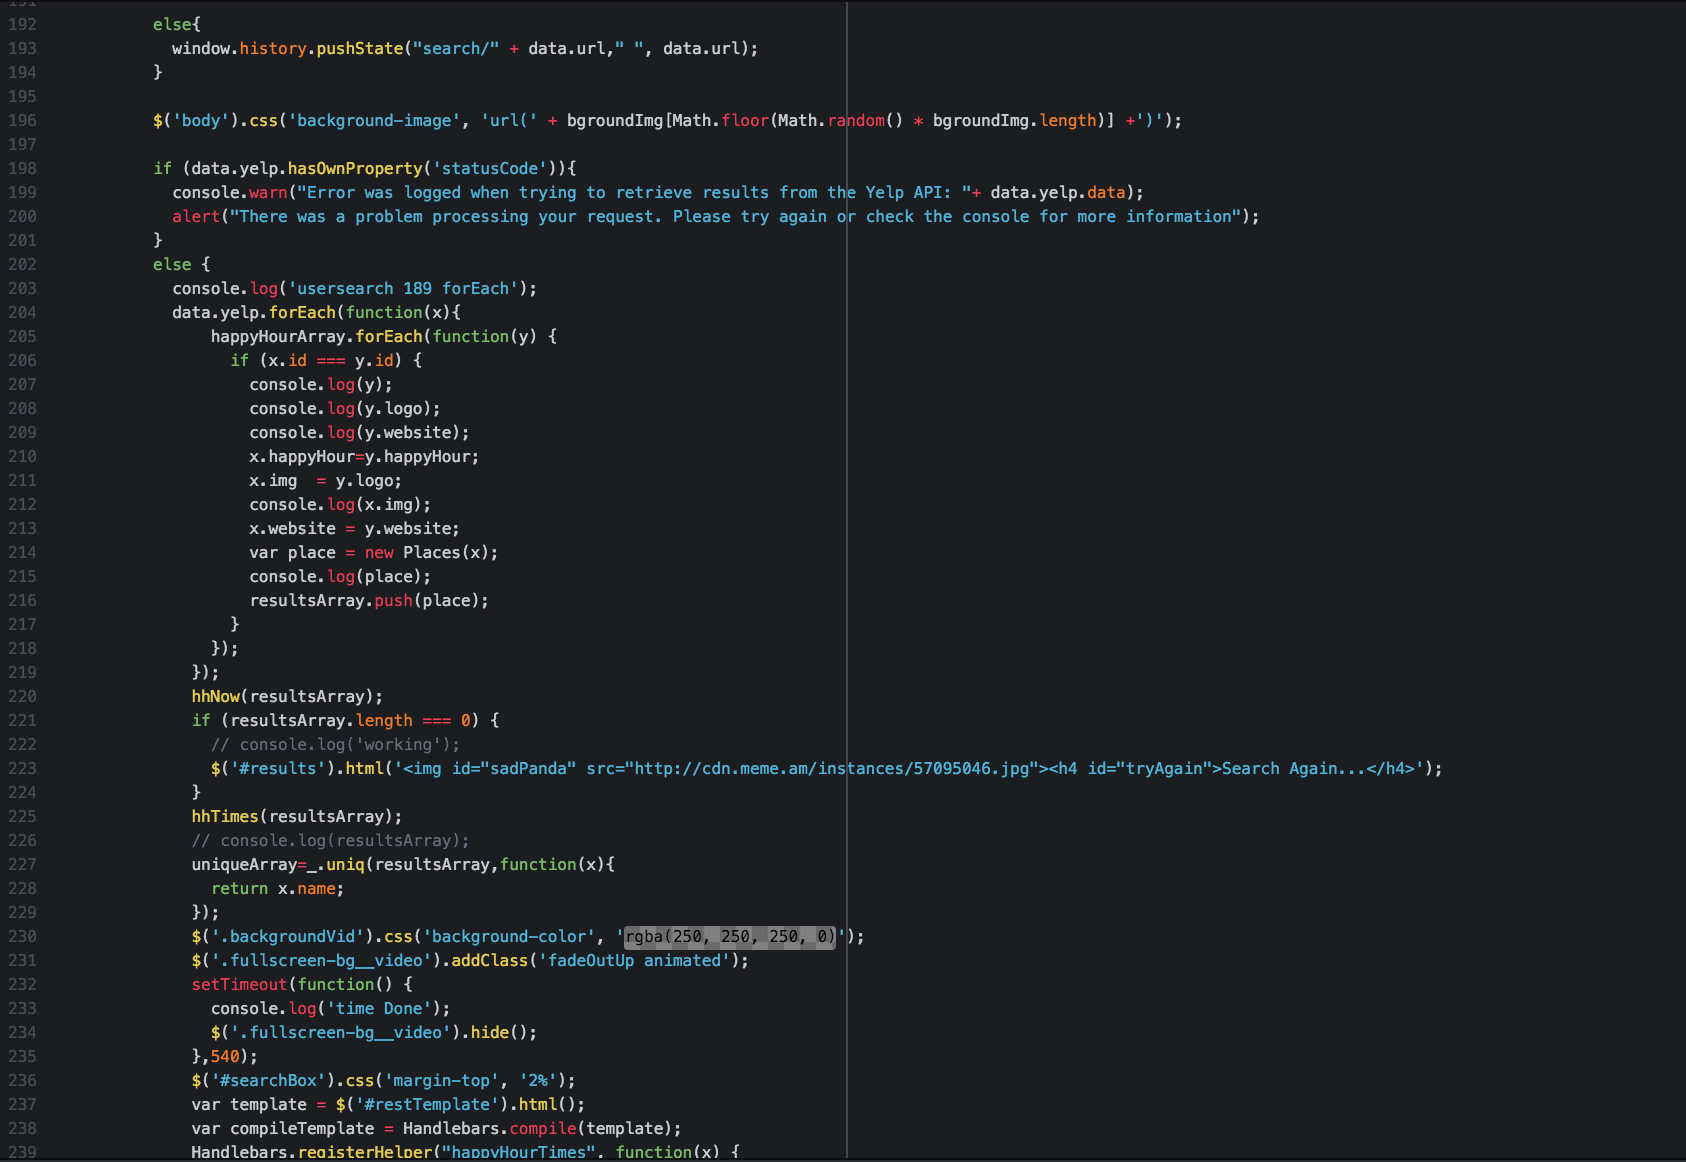 191
192 else{
193 window.history.pushState("search/" + data.url," ", data.url);
194 }
195
196 $('body').css('background-image', 'url(' + bgroundImg[Math.floor(Math.random() * bgroundImg.length)] +')');
197
198 if (data.yelp.hasOwnProperty('statusCode')){
199 console.warn("Error was logged when trying to retrieve results from the Yelp API: "+ data.yelp.data);
200 alert("There was a problem processing your request. Please try again or check the console for more information");
201 }
202 else {
203 console.log('usersearch 189 forEach');
204 data.yelp.forEach(function(x){
205 happyHourArray.forEach(function(y) {
206 if (x.id === y.id) {
207 console.log(y);
208 console.log(y.logo);
209 console.log(y.website);
210 x.happyHour=y.happyHour;
211 x.img  = y.logo;
212 console.log(x.img);
213 x.website = y.website;
214 var place = new Places(x);
215 console.log(place);
216 resultsArray.push(place);
217 }
218 });
219 });
220 hhNow(resultsArray);
221 if (resultsArray.length === 0) {
222 // console.log('working');
223 $('#results').html('<img id="sadPanda" src="http://cdn.meme.am/instances/57095046.jpg"><h4 id="tryAgain">Search Again...</h4>');
224 }
225 hhTimes(resultsArray);
226 // console.log(resultsArray);
227 uniqueArray=_.uniq(resultsArray,function(x){
228 return x.name;
229 });
230 $('.backgroundVid').css('background-color', 'rgba(250, 250, 250, 0)');
231 $('.fullscreen-bg__video').addClass('fadeOutUp animated');
232 setTimeout(function() {
233 console.log('time Done');
234 $('.fullscreen-bg__video').hide();
235 },540);
236 $('#searchBox').css('margin-top', '2%');
237 var template = $('#restTemplate').html();
238 var compileTemplate = Handlebars.compile(template);
239 Handlebars.registerHelper("happyHourTimes", function(x) {